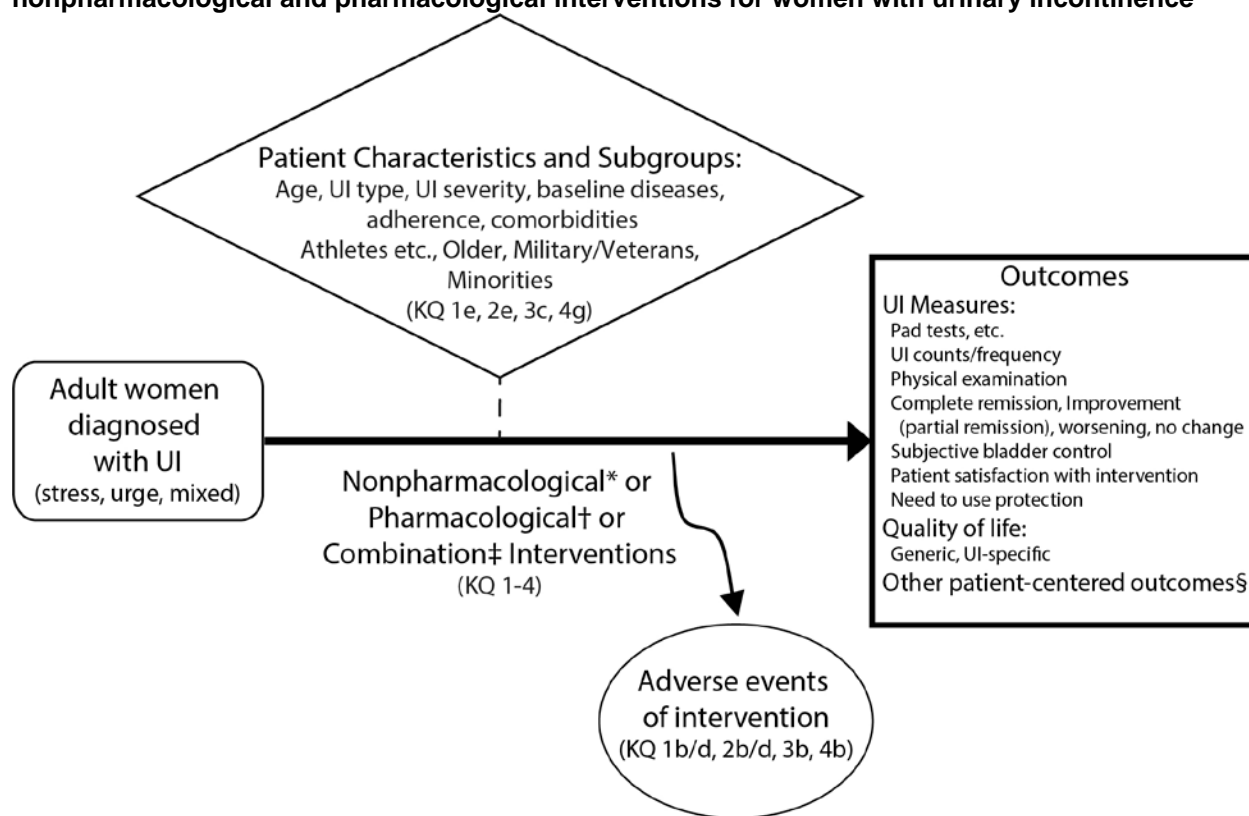 nonpharmacological and pharmacological interventions for women with urinary incontinence
Patient Characteristics and Subgroups:
Age, UI type, UI severity, baseline diseases,
adherence, comorbidities
Athletes etc., Older, Military/Veterans,
Minorities
(KQ 1e, 2e, 3c, 4g)
Adult women
diagnosed
with UI
(stress, urge, mixed)
Nonpharmacological* or
Pharmacological† or
Combination‡ Interventions
(KQ 1-4)
Adverse events
of intervention
(KQ 1b/d, 2b/d, 3b, 4b)
Outcomes
UI Measures:
Pad tests, etc.
UI counts/frequency
Physical examination
Complete remission, Improvement
(partial remission), worsening, no change
Subjective bladder control
Patient satisfaction with intervention
Need to use protection
Quality of life:
Generic, UI-specific
Other patient-centered outcomes§